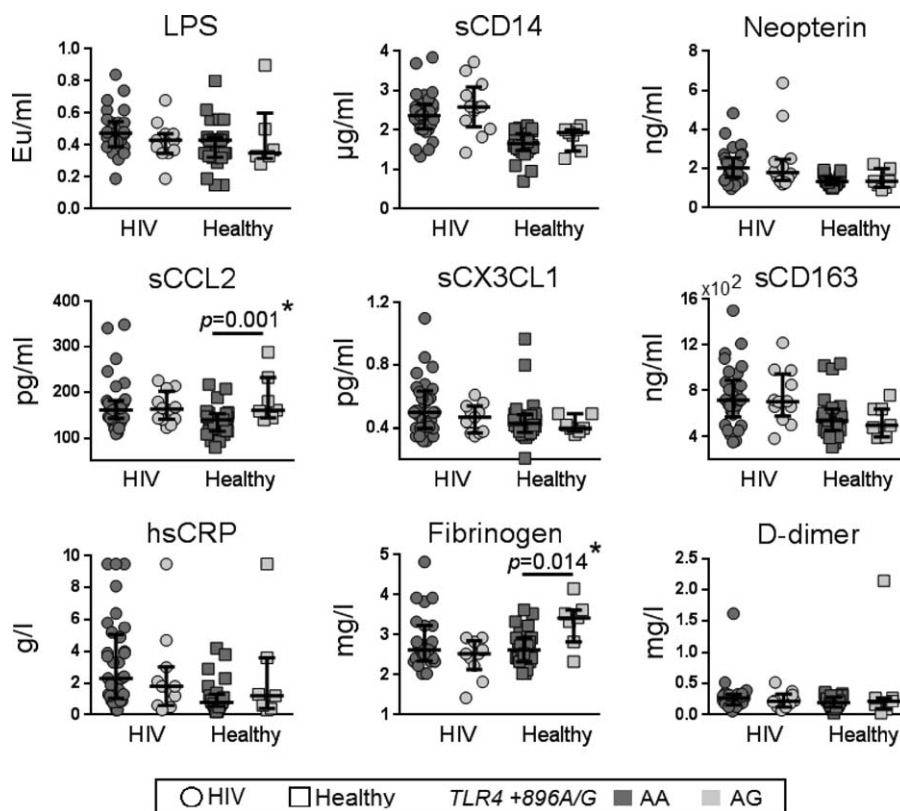 LPS
Eu/ml
1.0
0.8
0.6
0.4
0.2
0.0
HIV Healthy
sCD14
µg/ml
4
3
2
1
0
HIV Healthy
Neopterin
ng/ml
8
6
4
2
0
HIV Healthy
sCCL2
pg/ml
400
300
200
100
p=0.001*
HIV Healthy
sCX3CL1
pg/ml
1.2
0.8
0.4
HIV Healthy
sCD163
×10²
ng/ml
16
12
8
4
HIV Healthy
hsCRP
g/l
10
8
6
4
2
0
HIV Healthy
Fibrinogen
mg/l
5
4
3
2
1
p=0.014*
HIV Healthy
D-dimer
mg/l
2.5
2.0
1.5
1.0
0.5
0.0
HIV Healthy
HIV Healthy TLR4 +896A/G AA AG